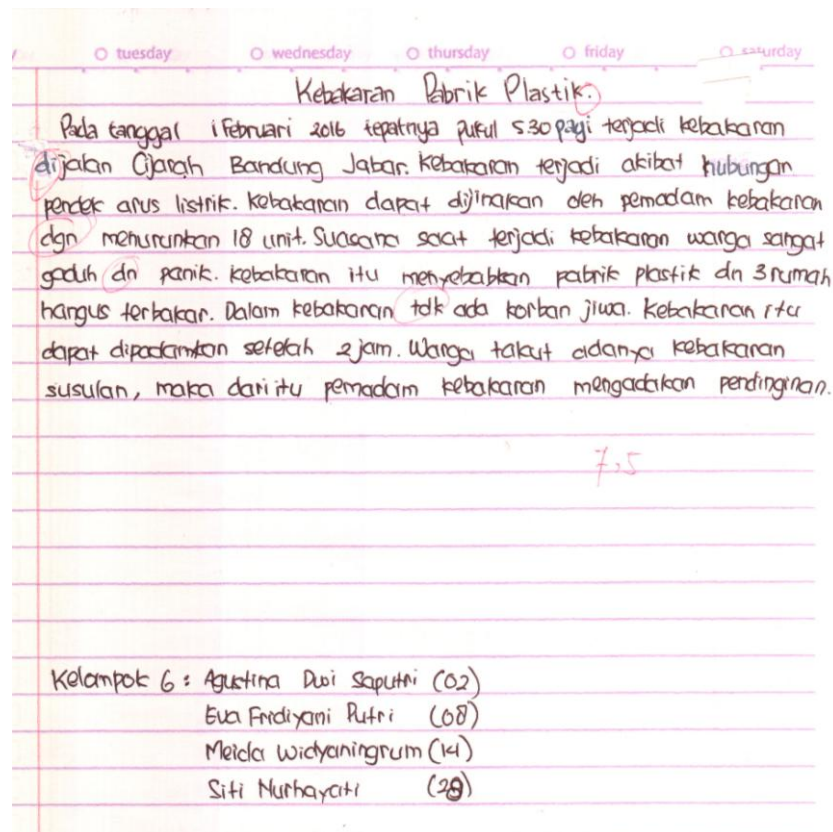 tuesday wednesday thursday friday saturday
Kebakaran Pabrik Plastik.
Pada tanggal 1 Februari 2016 tepatnya pukul 5.30 pagi terjadi kebakaran
dijalan Cijarah Bandung Jabar. Kebakaran terjadi akibat hubungan
pendek arus listrik. Kebakaran dapat dijinakan oleh pemadam kebakaran
dgn menurunkan 18 unit. Suasana saat terjadi kebakaran warga sangat
gaduh dn panik. Kebakaran itu menyebabkan pabrik plastik dn 3 rumah
hangus terbakar. Dalam kebakaran tdk ada korban jiwa. Kebakaran itu
dapat dipadamkan setelah 2 jam. Warga takut adanya kebakaran
susulan, maka dari itu pemadam kebakaran mengadakan pendinginan.
7,5
Kelompok 6 : Agustina Dwi Saputri (02)
Eva Fridiyani Putri (08)
Meida Widyaningrum (14)
Siti Nurhayati (28)